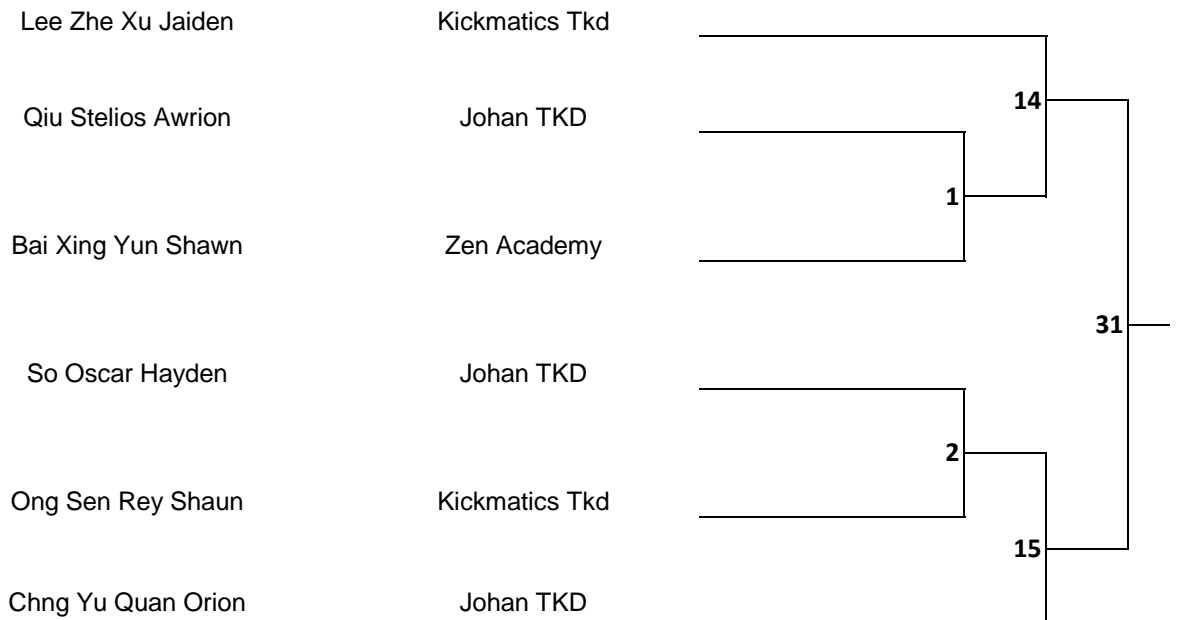 Lee Zhe Xu Jaiden Kickmatics Tkd
14
Qiu Stelios Awrion Johan TKD
1
Bai Xing Yun Shawn Zen Academy
31
So Oscar Hayden Johan TKD
2
Ong Sen Rey Shaun Kickmatics Tkd
15
Chng Yu Quan Orion Johan TKD